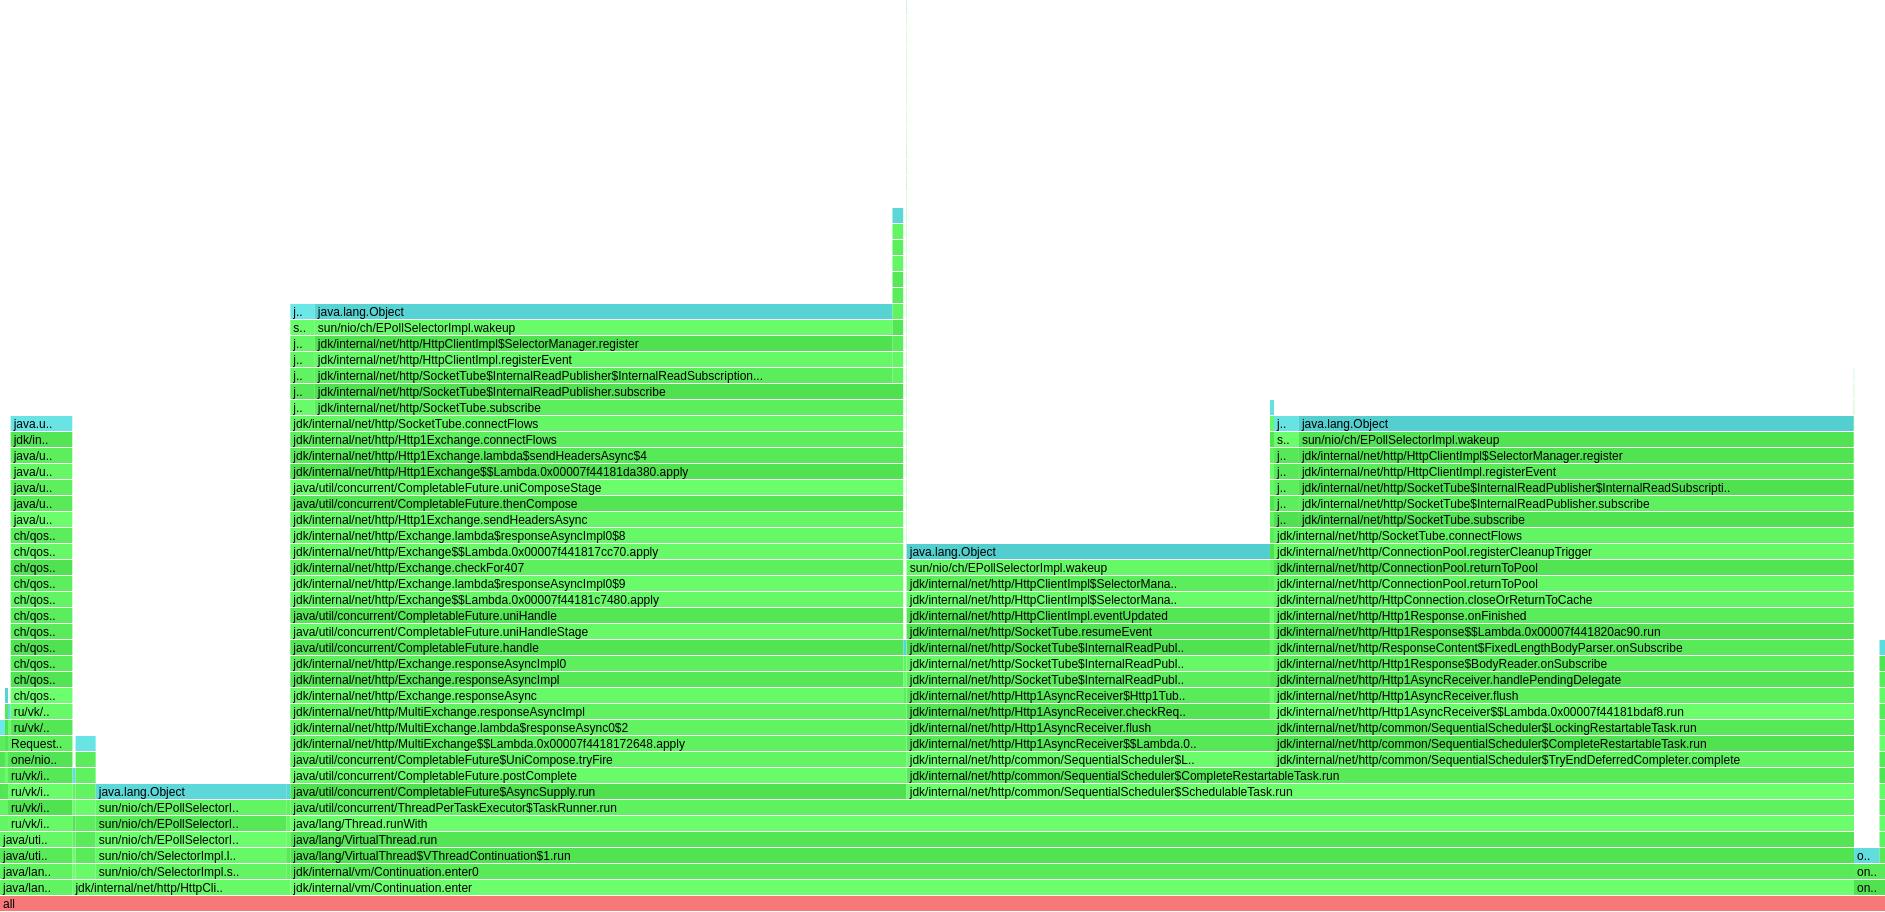 j.. java.lang.Object
s.. sun/nio/ch/EPollSelectorImpl.wakeup
j.. jdk/internal/net/http/HttpClientImpl$SelectorManager.register
j.. jdk/internal/net/http/HttpClientImpl.registerEvent
j.. jdk/internal/net/http/SocketTube$InternalReadPublisher$InternalReadSubscription...
j.. jdk/internal/net/http/SocketTube$InternalReadPublisher.subscribe
j.. jdk/internal/net/http/SocketTube.subscribe
java.u.. jdk/internal/net/http/SocketTube.connectFlows j.. java.lang.Object
jdk/in.. jdk/internal/net/http/Http1Exchange.connectFlows s.. sun/nio/ch/EPollSelectorImpl.wakeup
java/u.. jdk/internal/net/http/Http1Exchange.lambda$sendHeadersAsync$4 j.. jdk/internal/net/http/HttpClientImpl$SelectorManager.register
java/u.. jdk/internal/net/http/Http1Exchange$$Lambda.0x00007f44181da380.apply j.. jdk/internal/net/http/HttpClientImpl.registerEvent
java/u.. java/util/concurrent/CompletableFuture.uniComposeStage j.. jdk/internal/net/http/SocketTube$InternalReadPublisher$InternalReadSubscripti..
java/u.. java/util/concurrent/CompletableFuture.thenCompose j.. jdk/internal/net/http/SocketTube$InternalReadPublisher.subscribe
java/u.. jdk/internal/net/http/Http1Exchange.sendHeadersAsync j.. jdk/internal/net/http/SocketTube.subscribe
ch/qos.. jdk/internal/net/http/Exchange.lambda$responseAsyncImpl0$8 jdk/internal/net/http/SocketTube.connectFlows
ch/qos.. jdk/internal/net/http/Exchange$$Lambda.0x00007f441817cc70.apply java.lang.Object jdk/internal/net/http/ConnectionPool.registerCleanupTrigger
ch/qos.. jdk/internal/net/http/Exchange.checkFor407 sun/nio/ch/EPollSelectorImpl.wakeup jdk/internal/net/http/ConnectionPool.returnToPool
ch/qos.. jdk/internal/net/http/Exchange.lambda$responseAsyncImpl0$9 jdk/internal/net/http/HttpClientImpl$SelectorMana.. jdk/internal/net/http/ConnectionPool.returnToPool
ch/qos.. jdk/internal/net/http/Exchange$$Lambda.0x00007f44181c7480.apply jdk/internal/net/http/HttpClientImpl$SelectorMana.. jdk/internal/net/http/HttpConnection.closeOrReturnToCache
ch/qos.. java/util/concurrent/CompletableFuture.uniHandle jdk/internal/net/http/HttpClientImpl.eventUpdated jdk/internal/net/http/Http1Response.onFinished
ch/qos.. java/util/concurrent/CompletableFuture.uniHandleStage jdk/internal/net/http/SocketTube.resumeEvent jdk/internal/net/http/Http1Response$$Lambda.0x00007f441820ac90.run
ch/qos.. java/util/concurrent/CompletableFuture.handle jdk/internal/net/http/SocketTube$InternalReadPubl.. jdk/internal/net/http/ResponseContent$FixedLengthBodyParser.onSubscribe
ch/qos.. jdk/internal/net/http/Exchange.responseAsyncImpl0 jdk/internal/net/http/SocketTube$InternalReadPubl.. jdk/internal/net/http/Http1Response$BodyReader.onSubscribe
ch/qos.. jdk/internal/net/http/Exchange.responseAsyncImpl jdk/internal/net/http/SocketTube$InternalReadPubl.. jdk/internal/net/http/Http1AsyncReceiver.handlePendingDelegate
ch/qos.. jdk/internal/net/http/Exchange.responseAsync jdk/internal/net/http/Http1AsyncReceiver$Http1Tub.. jdk/internal/net/http/Http1AsyncReceiver.flush
ru/vk/.. jdk/internal/net/http/MultiExchange.responseAsyncImpl jdk/internal/net/http/Http1AsyncReceiver.checkReq.. jdk/internal/net/http/Http1AsyncReceiver$$Lambda.0x00007f44181bdaf8.run
ru/vk/.. jdk/internal/net/http/MultiExchange.lambda$responseAsync0$2 jdk/internal/net/http/Http1AsyncReceiver.flush jdk/internal/net/http/common/SequentialScheduler$LockingRestartableTask.run
Request.. jdk/internal/net/http/MultiExchange$$Lambda.0x00007f4418172648.apply jdk/internal/net/http/Http1AsyncReceiver$$Lambda.0.. jdk/internal/net/http/common/SequentialScheduler$CompleteRestartableTask.run
one/nio.. java/util/concurrent/CompletableFuture$UniCompose.tryFire jdk/internal/net/http/common/SequentialScheduler$L.. jdk/internal/net/http/common/SequentialScheduler$TryEndDeferredCompleter.complete
ru/vk/i.. java/util/concurrent/CompletableFuture.postComplete jdk/internal/net/http/common/SequentialScheduler$CompleteRestartableTask.run
ru/vk/i.. java.lang.Object java/util/concurrent/CompletableFuture$AsyncSupply.run jdk/internal/net/http/common/SequentialScheduler$SchedulableTask.run
ru/vk/i.. sun/nio/ch/EPollSelectorI.. java/util/concurrent/ThreadPerTaskExecutor$TaskRunner.run
ru/vk/i.. sun/nio/ch/EPollSelectorI.. java/lang/Thread.runWith
java/uti.. sun/nio/ch/EPollSelectorI.. java/lang/VirtualThread.run
java/uti.. sun/nio/ch/SelectorImpl.l.. java/lang/VirtualThread$VThreadContinuation$1.run o..
java/lan.. sun/nio/ch/SelectorImpl.s.. jdk/internal/vm/Continuation.enter0 on..
java/lan.. jdk/internal/net/http/HttpCli.. jdk/internal/vm/Continuation.enter on..
all